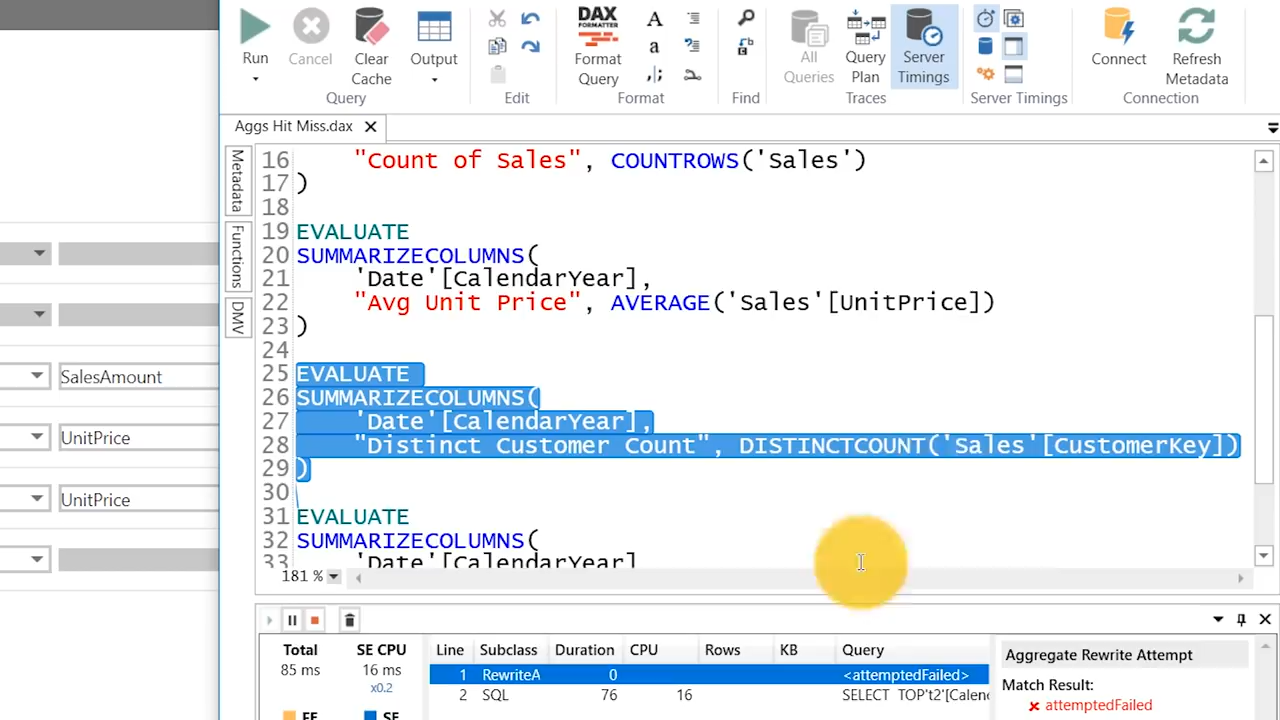 Run
Cancel
Clear Cache
Output
DAX FORMATTER
Format Query
A
a
All Queries
Query Plan
Server Timings
Connect
Refresh Metadata
Query
Edit
Format
Find
Traces
Server Timings
Connection
Aggs Hit Miss.dax
Metadata
Functions
DMV
16 "Count of Sales", COUNTROWS('Sales')
17 )
18
19 EVALUATE
20 SUMMARIZECOLUMNS(
21 'Date'[CalendarYear],
22 "Avg Unit Price", AVERAGE('Sales'[UnitPrice])
23 )
24
25 EVALUATE
26 SUMMARIZECOLUMNS(
27 'Date'[CalendarYear],
28 "Distinct Customer Count", DISTINCTCOUNT('Sales'[CustomerKey])
29 )
30
31 EVALUATE
32 SUMMARIZECOLUMNS(
33 'Date'[CalendarYear]
181 %
SalesAmount
UnitPrice
UnitPrice
Total SE CPU
85 ms 16 ms
x0.2
FE SE
Line Subclass Duration CPU Rows KB Query
1 RewriteA 0 <attemptedFailed>
2 SQL 76 16 SELECT TOP't2'[Calen
Aggregate Rewrite Attempt
Match Result:
attemptedFailed